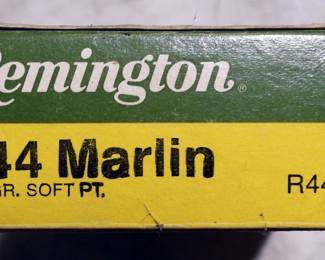 Remington®
44 Marlin
GR. SOFT PT.
R44